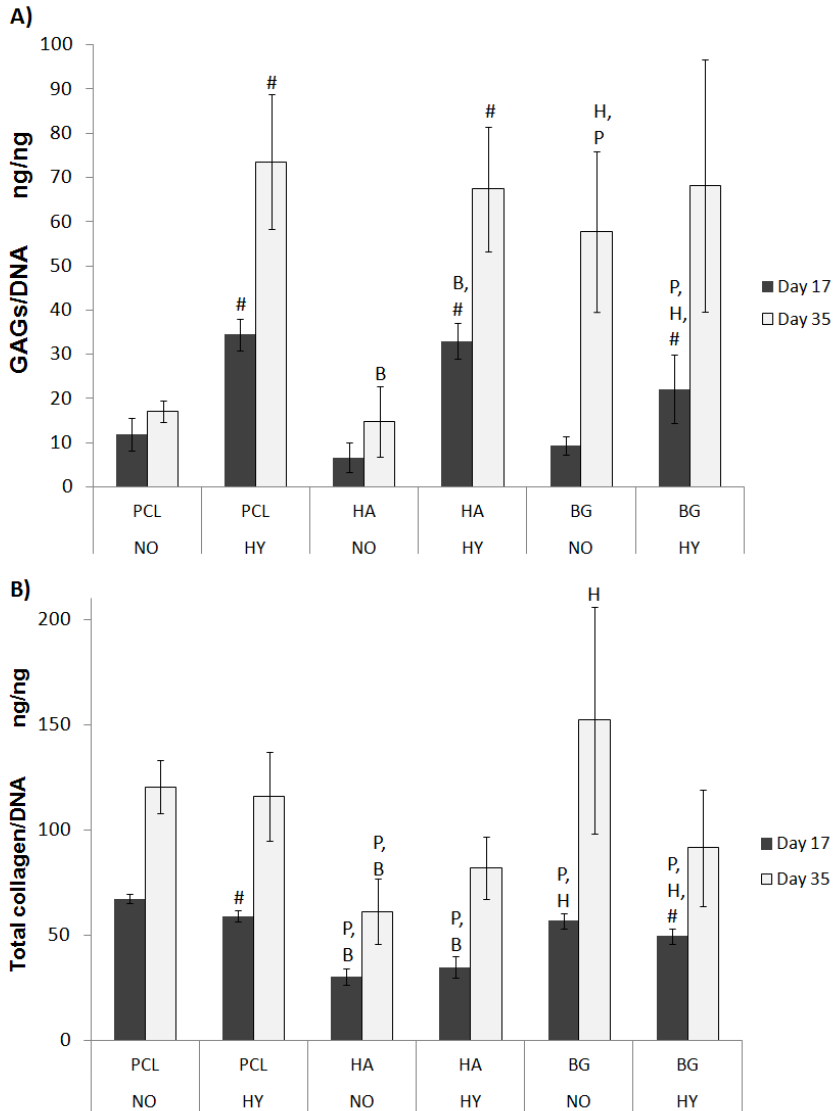 A)
100
90
80
70
60
50
40
30
20
10
0
GAGs/DNA ng/ng
#
#
#
B,
#
B
H,
P
P,
H,
#
Day 17
Day 35
PCL PCL HA HA BG BG
NO HY NO HY NO HY
B)
200
150
100
50
0
Total collagen/DNA ng/ng
#
P,
B
P,
B
P,
B
P,
H
H
P,
H,
#
Day 17
Day 35
PCL PCL HA HA BG BG
NO HY NO HY NO HY